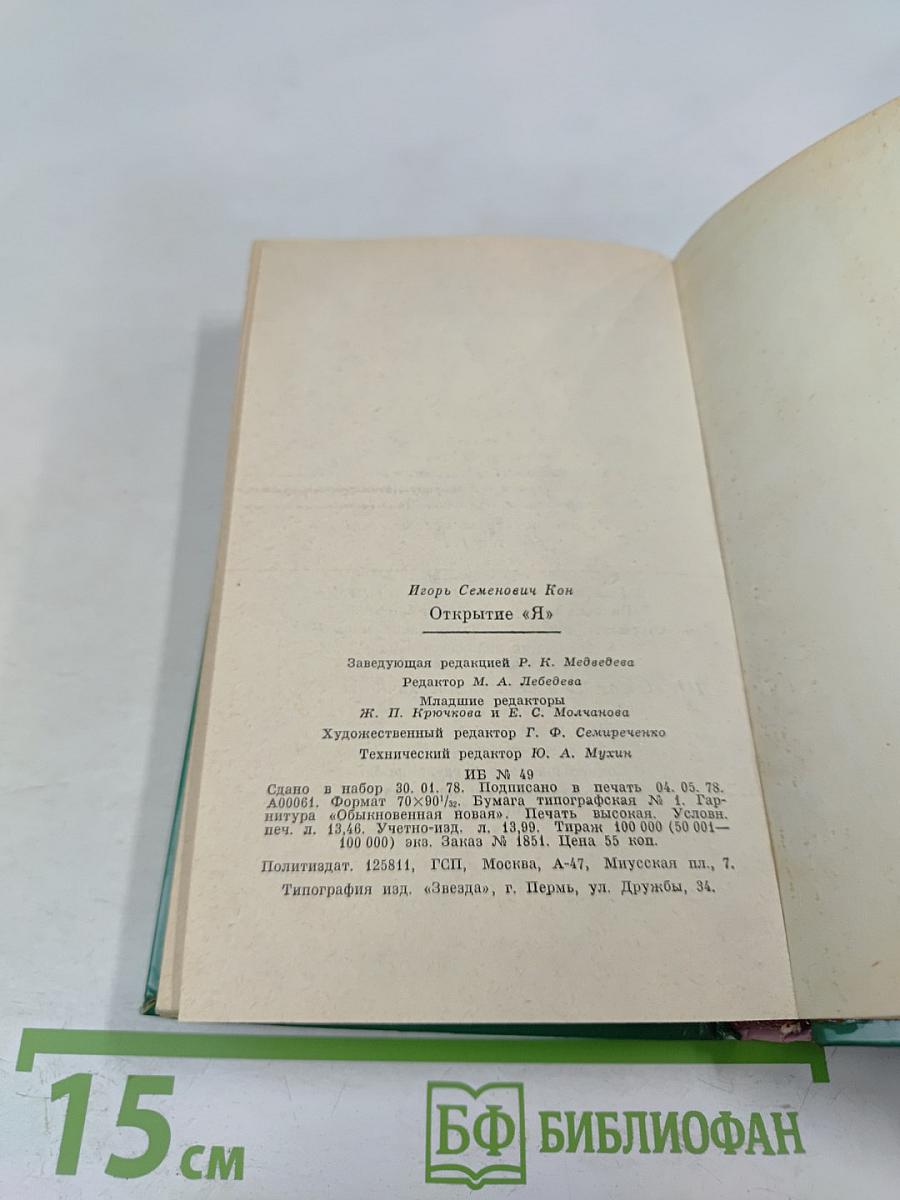 Игорь Семенович Кон
Открытие «Я»
Заведующая редакцией Р. К. Медведева
Редактор М. А. Лебедева
Младшие редакторы
Ж. П. Крючкова и Е. С. Молчанова
Художественный редактор Г. Ф. Семиреченко
Технический редактор Ю. А. Мухин
ИБ № 49
Сдано в набор 30. 01. 78. Подписано в печать 04. 05. 78.
А00061. Формат 70×90¹/₃₂. Бумага типографская № 1. Гар-
нитура «Обыкновенная новая». Печать высокая. Условн.
печ. л. 13,46. Учетно-изд. л. 13,99. Тираж 100 000 (50 001—
100 000) экз. Заказ № 1851. Цена 55 коп.
Политиздат. 125811, ГСП, Москва, А-47, Миусская пл., 7.
Типография изд. «Звезда», г. Пермь, ул. Дружбы, 34.
15 см
БФ БИБЛИОФАН